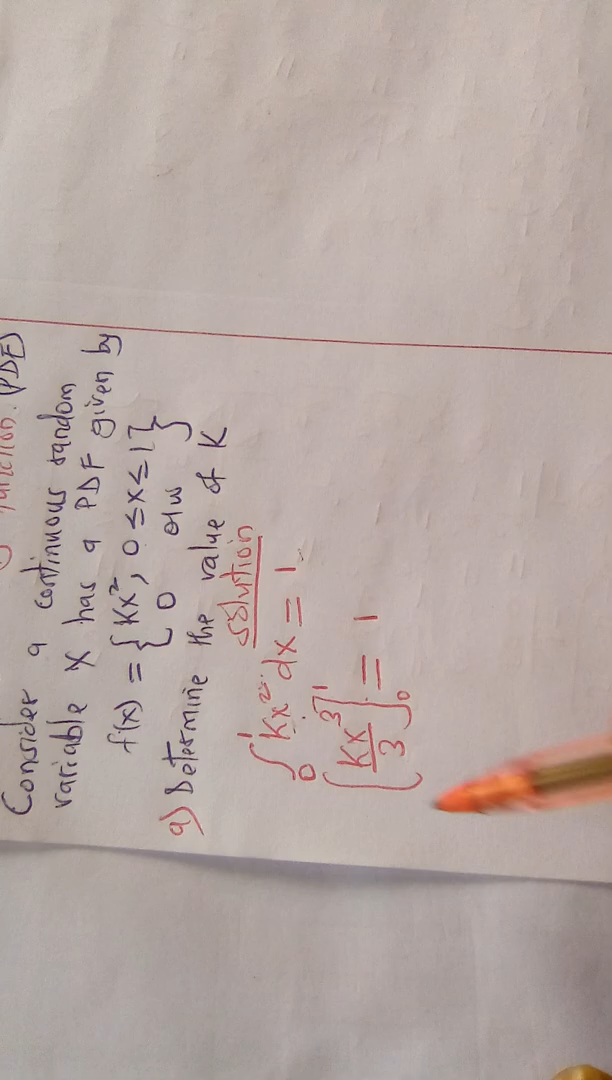 function. (PDF)
Consider a continuous random
variable X has a PDF given by
f(x) = { Kx², 0 ≤ x ≤ 1 }
0 o/w
a) Determine the value of K
Solution
∫₀¹ Kx² dx = 1
[Kx³/3]₀¹ = 1